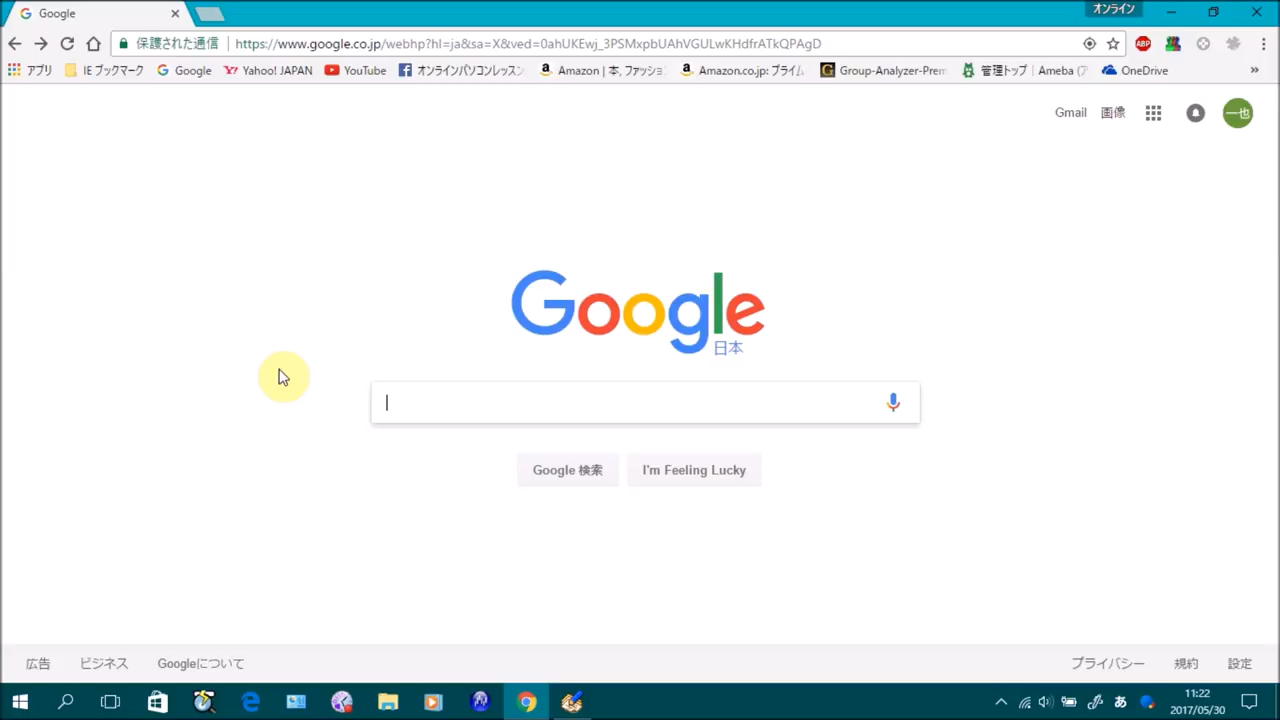 Google
オンライン
保護された通信
https://www.google.co.jp/webhp?hl=ja&sa=X&ved=0ahUKEwj_3PSMxpbUAhVGULwKHdfrATkQPAgD
ABP
アプリ
IE ブックマーク
Google
Yahoo! JAPAN
YouTube
オンラインパソコンレッスン
Amazon | 本, ファッショ
Amazon.co.jp: プライム
Group-Analyzer-Prem
管理トップ | Ameba (ア
OneDrive
Gmail
画像
一也
Google
日本
Google 検索
I'm Feeling Lucky
広告
ビジネス
Googleについて
プライバシー
規約
設定
あ
11:22
2017/05/30